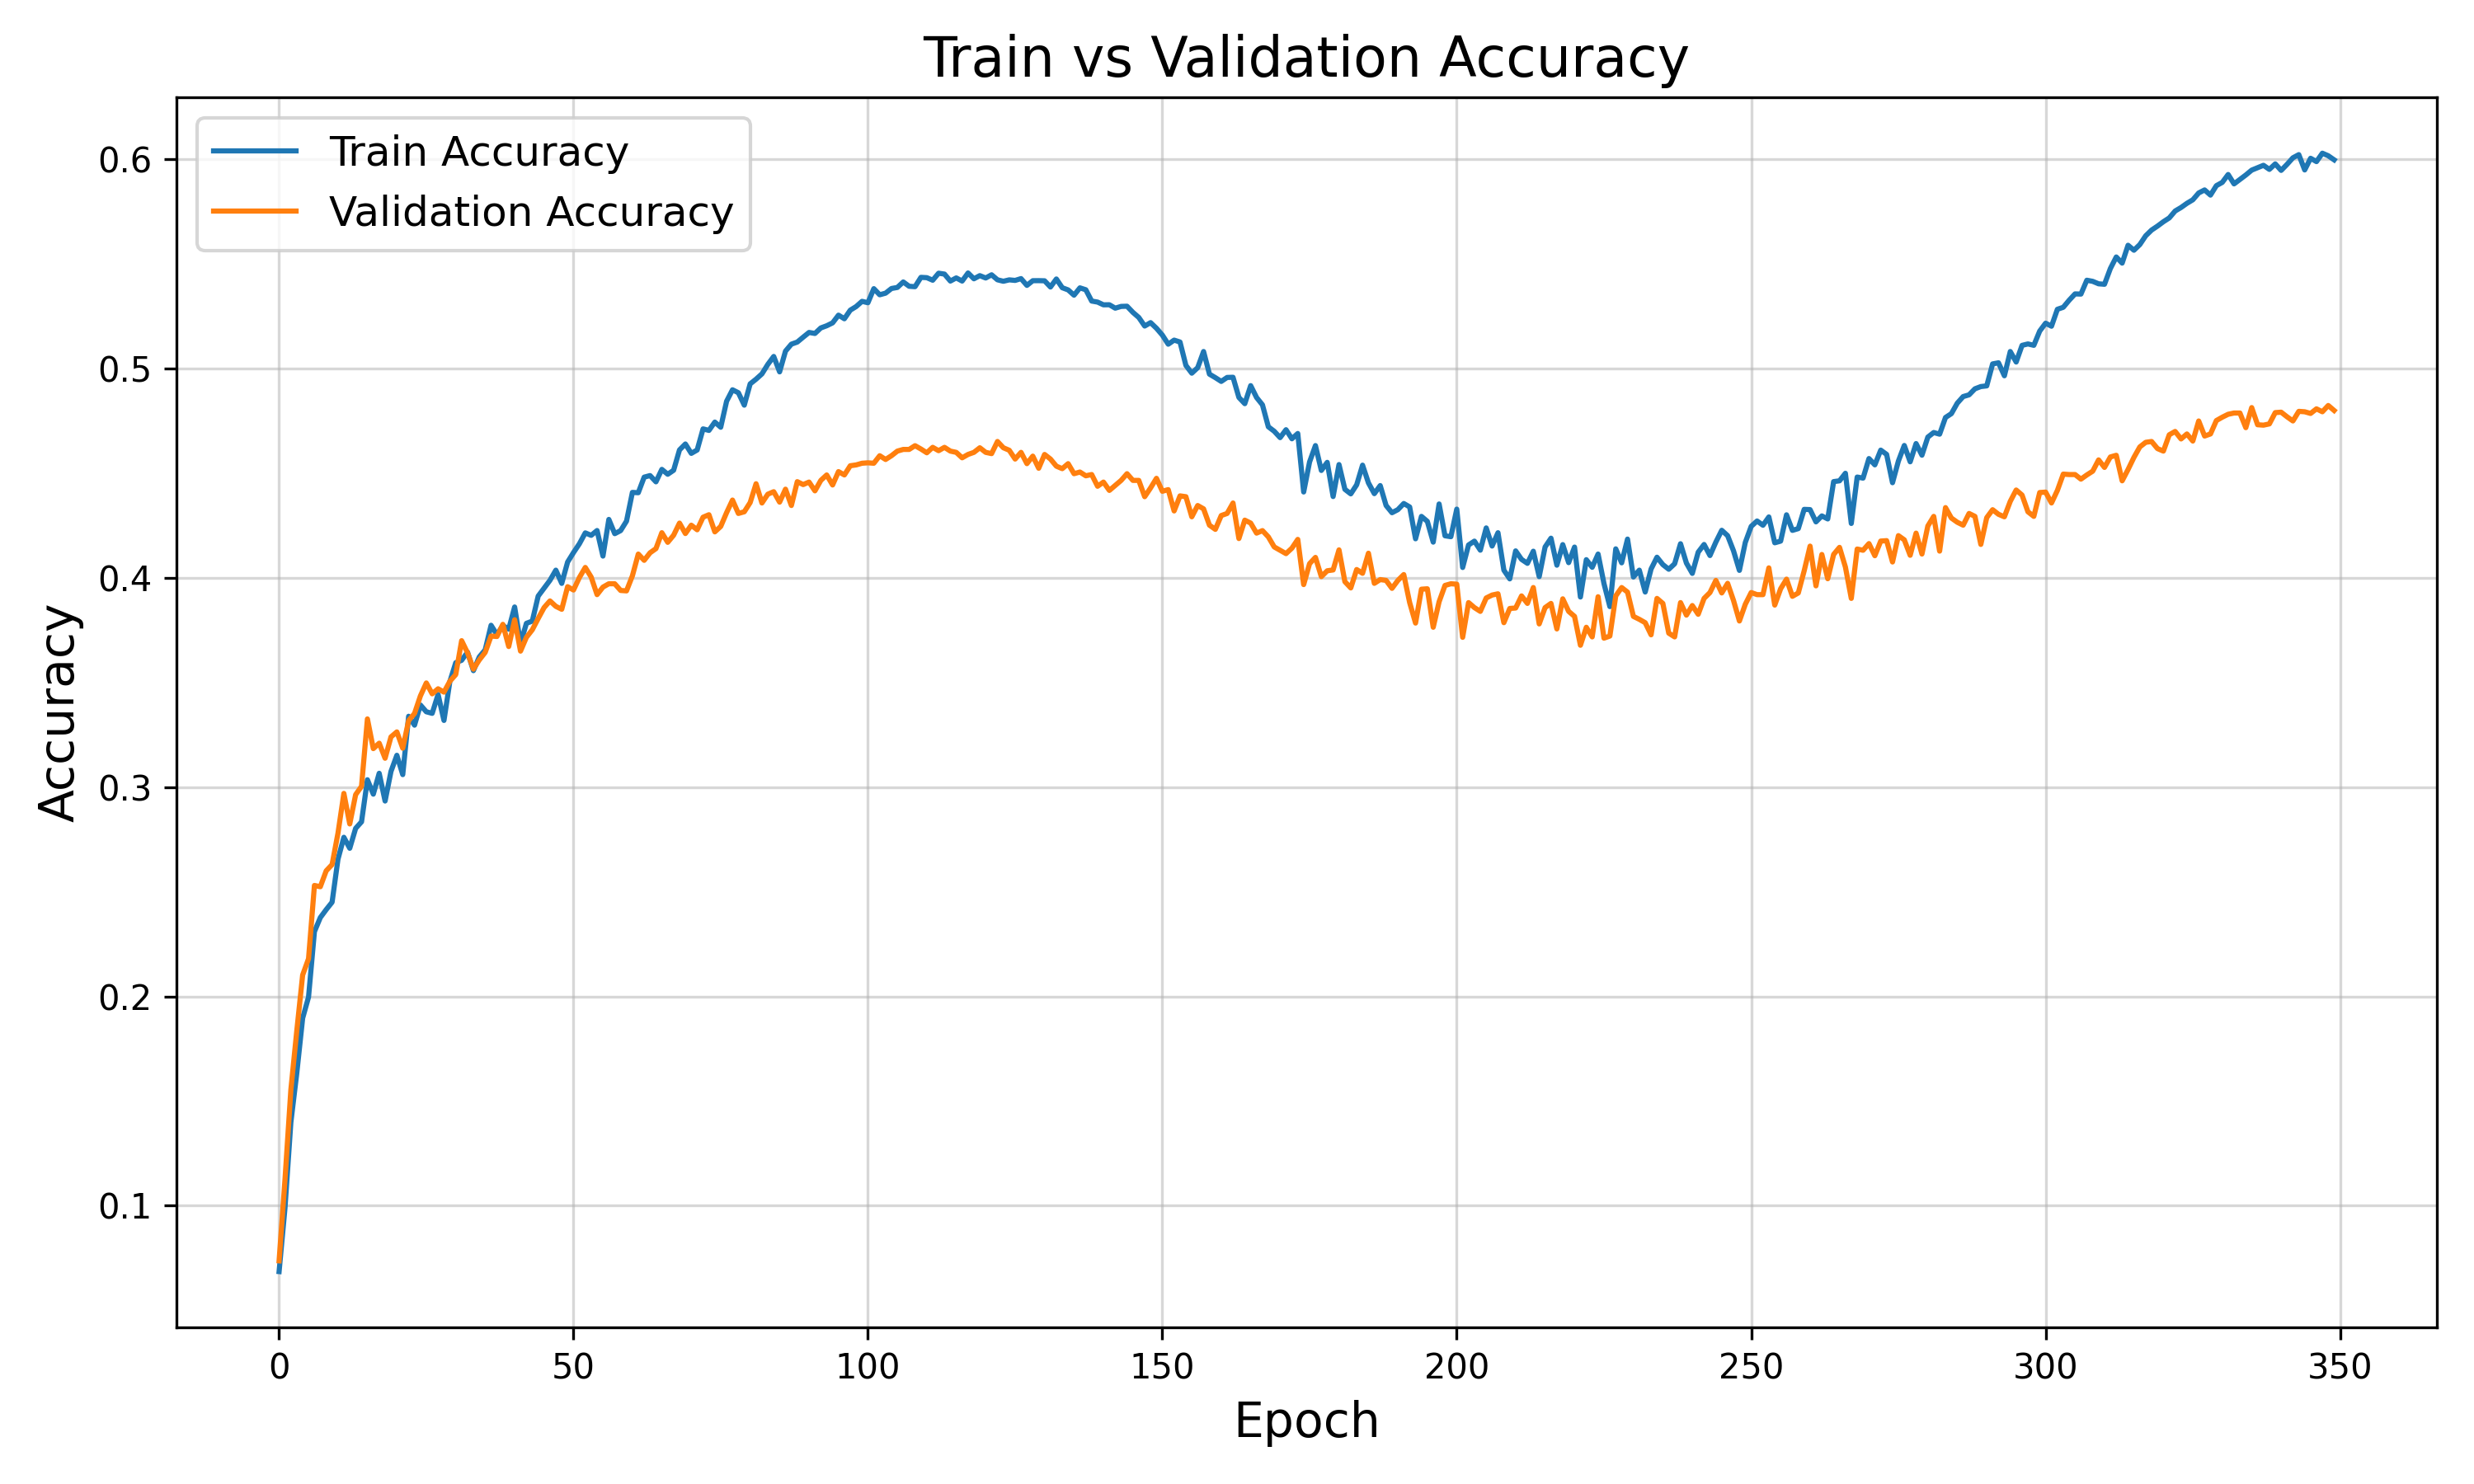 Train vs Validation Accuracy
Train Accuracy
Validation Accuracy
0.6
0.5
0.4
0.3
0.2
0.1
Accuracy
0 50 100 150 200 250 300 350
Epoch